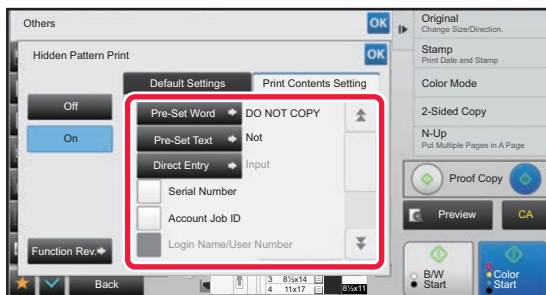 Others
OK
Hidden Pattern Print
OK
Default Settings
Print Contents Setting
Off
On
Pre-Set Word
DO NOT COPY
Pre-Set Text
Not
Direct Entry
Input
Serial Number
Account Job ID
Login Name/User Number
Function Rev.
Back
3 8½x14
4 11x17
8½x11
Original
Change Size/Direction.
Stamp
Print Date and Stamp
Color Mode
2-Sided Copy
N-Up
Put Multiple Pages in A Page
Proof Copy
Preview
CA
B/W
Start
Color
Start